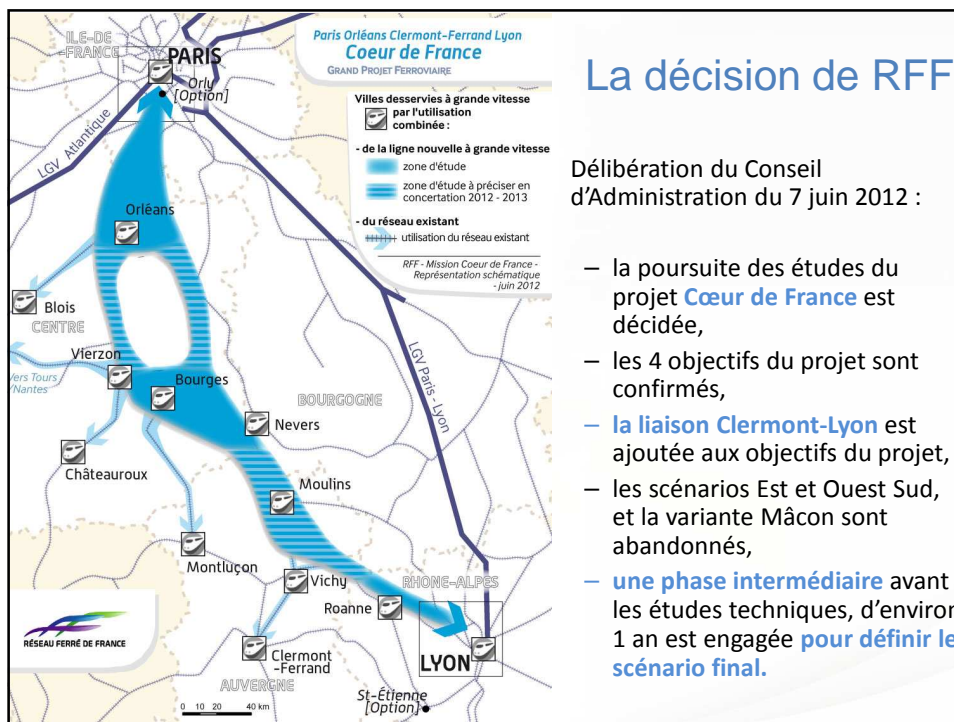 ILE-DE-
FRANCE
PARIS
Orly
[Option]
LGV Atlantique
Orléans
Blois
CENTRE
Vierzon
Vers Tours
/Nantes
Bourges
BOURGOGNE
Nevers
LGV Paris - Lyon
Châteauroux
Moulins
Montluçon
Vichy
RHONE-ALPES
Roanne
Clermont
-Ferrand
AUVERGNE
LYON
St-Étienne
[Option]
0 10 20 40 km
RÉSEAU FERRÉ DE FRANCE
Paris Orléans Clermont-Ferrand Lyon
Coeur de France
GRAND PROJET FERROVIAIRE
Villes desservies à grande vitesse
par l'utilisation
combinée :
- de la ligne nouvelle à grande vitesse
zone d'étude
zone d'étude à préciser en
concertation 2012 - 2013
- du réseau existant
utilisation du réseau existant
RFF - Mission Coeur de France -
Représentation schématique
- juin 2012
La décision de RFF
Délibération du Conseil
d’Administration du 7 juin 2012 :
– la poursuite des études du
projet Cœur de France est
décidée,
– les 4 objectifs du projet sont
confirmés,
– la liaison Clermont-Lyon est
ajoutée aux objectifs du projet,
– les scénarios Est et Ouest Sud,
et la variante Mâcon sont
abandonnés,
– une phase intermédiaire avant
les études techniques, d’environ
1 an est engagée pour définir le
scénario final.